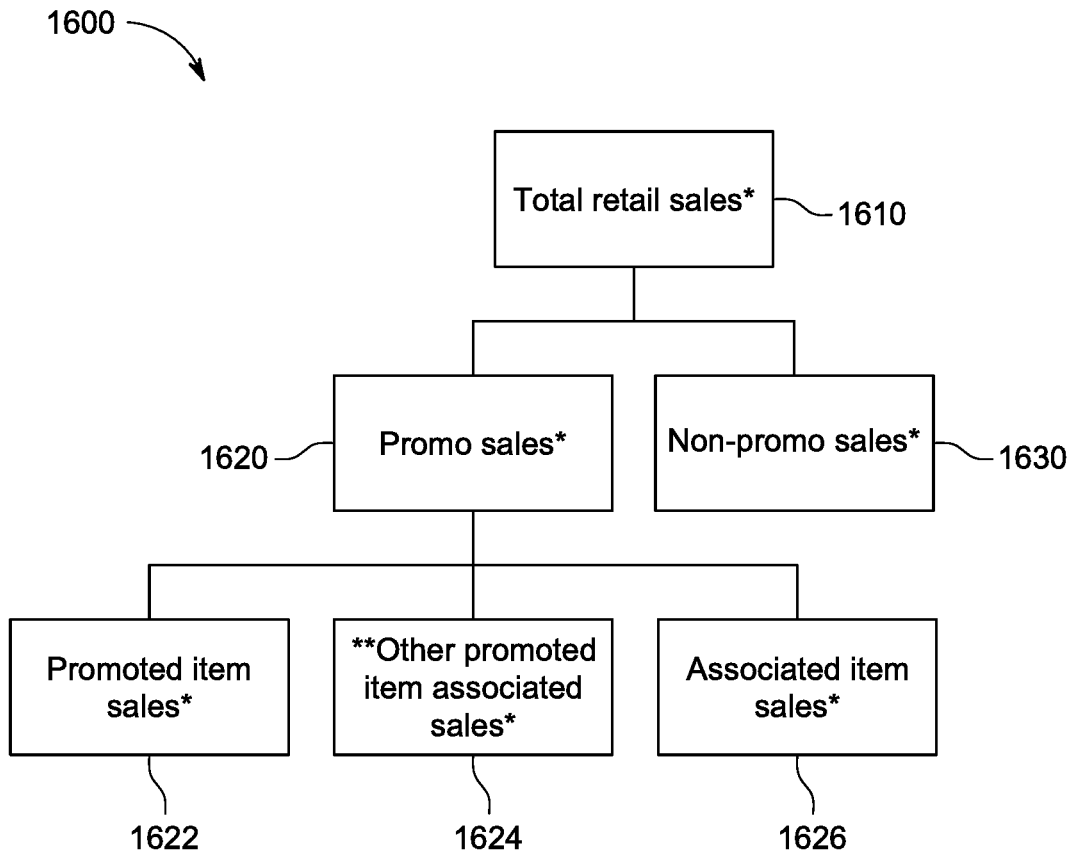 1600
Total retail sales*
1610
Promo sales*
1620
Non-promo sales*
1630
Promoted item
sales*
**Other promoted
item associated
sales*
Associated item
sales*
1622
1624
1626